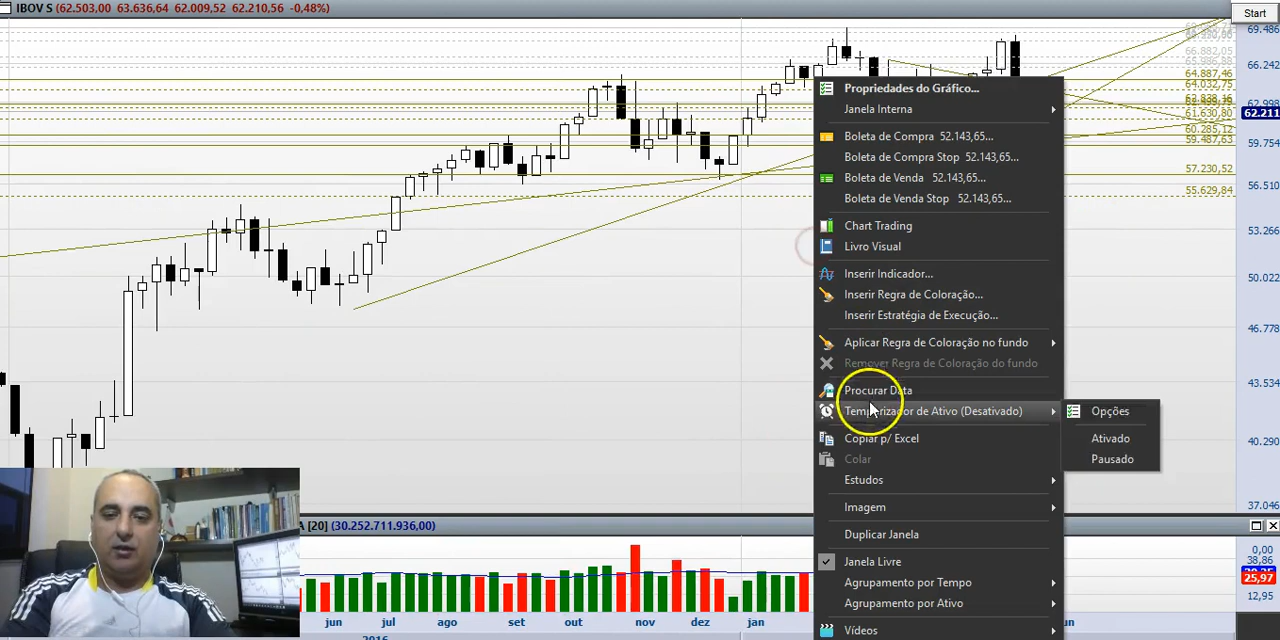 IBOV S (62.503,00 63.636,64 62.009,52 62.210,56 -0,48%)
Start
69.486
66.882,05
66.242
64.887,46
64.032,75
62.998
62.211
61.630,80
60.285,12
59.754
59.487,63
57.230,52
56.510
55.629,84
53.266
50.022
46.778
43.534
40.290
37.046
Propriedades do Gráfico...
Janela Interna
Boleta de Compra 52.143,65...
Boleta de Compra Stop 52.143,65...
Boleta de Venda 52.143,65...
Boleta de Venda Stop 52.143,65...
Chart Trading
Livro Visual
Inserir Indicador...
Inserir Regra de Coloração...
Inserir Estratégia de Execução...
Aplicar Regra de Coloração no fundo
Remover Regra de Coloração do fundo
Procurar Data
Temporizador de Ativo (Desativado)
Copiar p/ Excel
Colar
Estudos
Imagem
Duplicar Janela
Janela Livre
Agrupamento por Tempo
Agrupamento por Ativo
Vídeos
Opções
Ativado
Pausado
A [20] (30.252.711.936,00)
0,00
38,86
25,97
12,95
jun jul ago set out nov dez jan un
2016